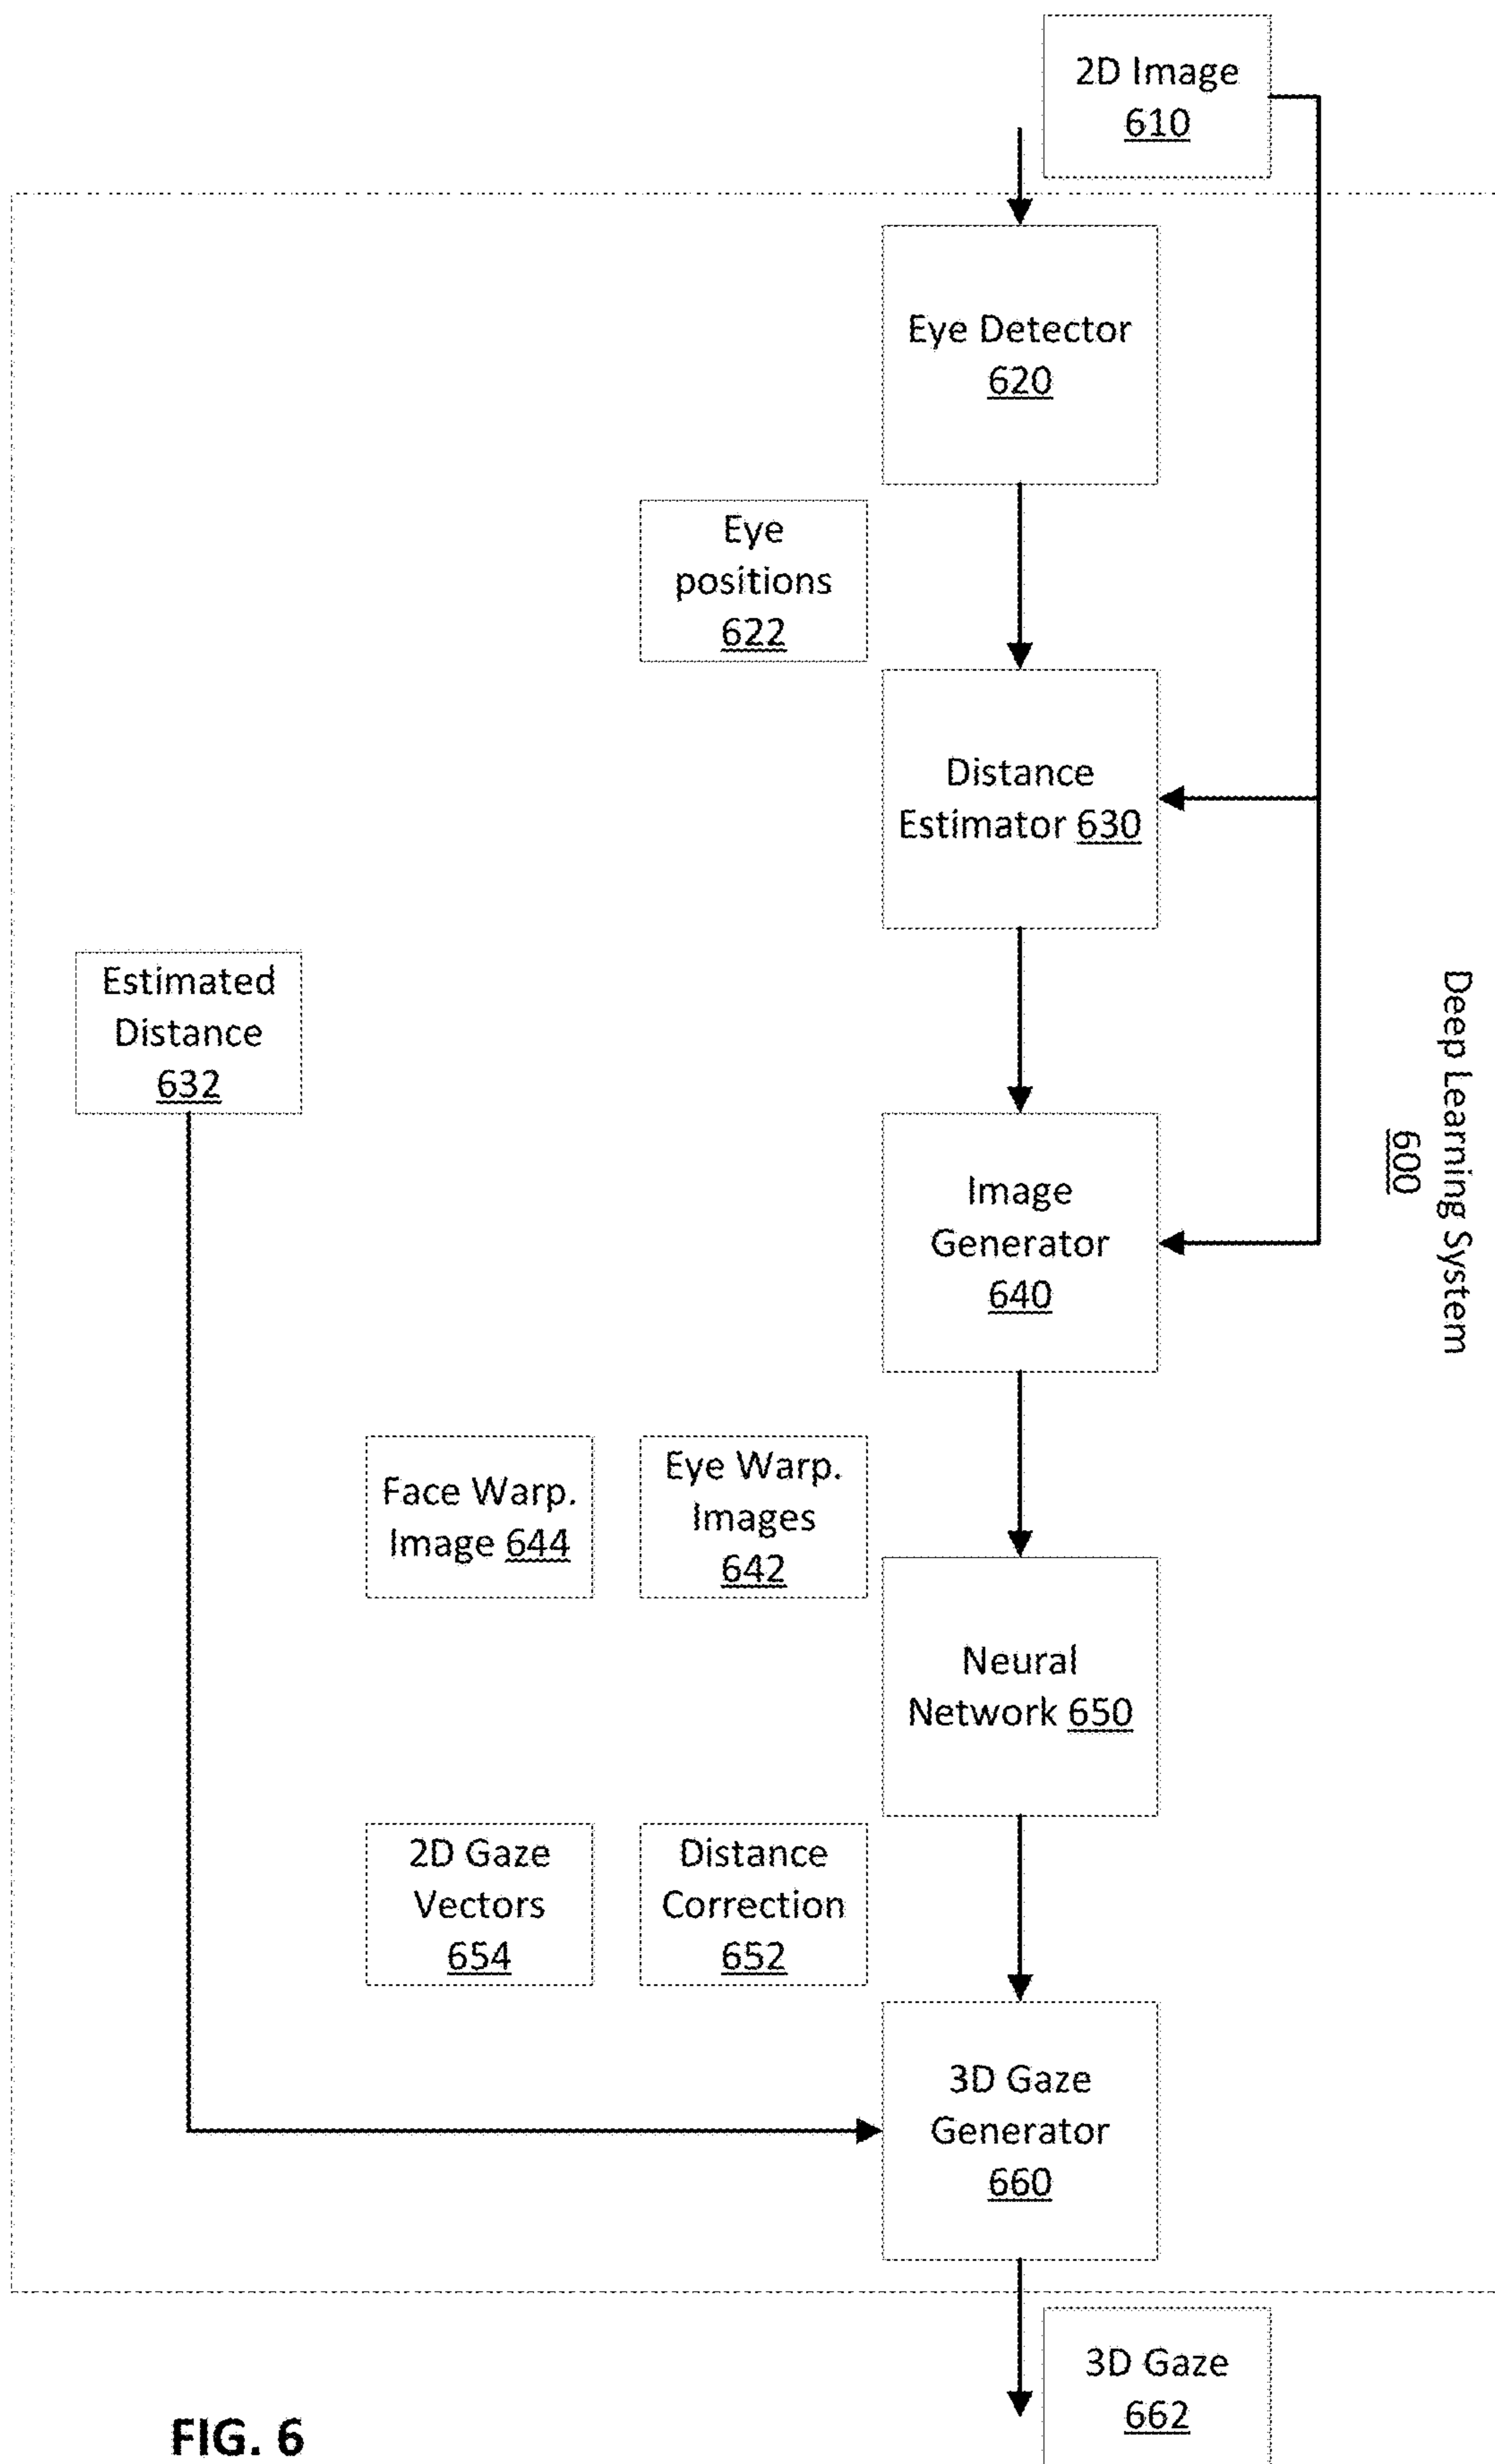 2D Image
610
Eye Detector
620
Eye
positions
622
Distance
Estimator 630
Estimated
Distance
632
Deep Learning System
600
Image
Generator
640
Face Warp.
Image 644
Eye Warp.
Images
642
Neural
Network 650
2D Gaze
Vectors
654
Distance
Correction
652
3D Gaze
Generator
660
3D Gaze
662
FIG. 6